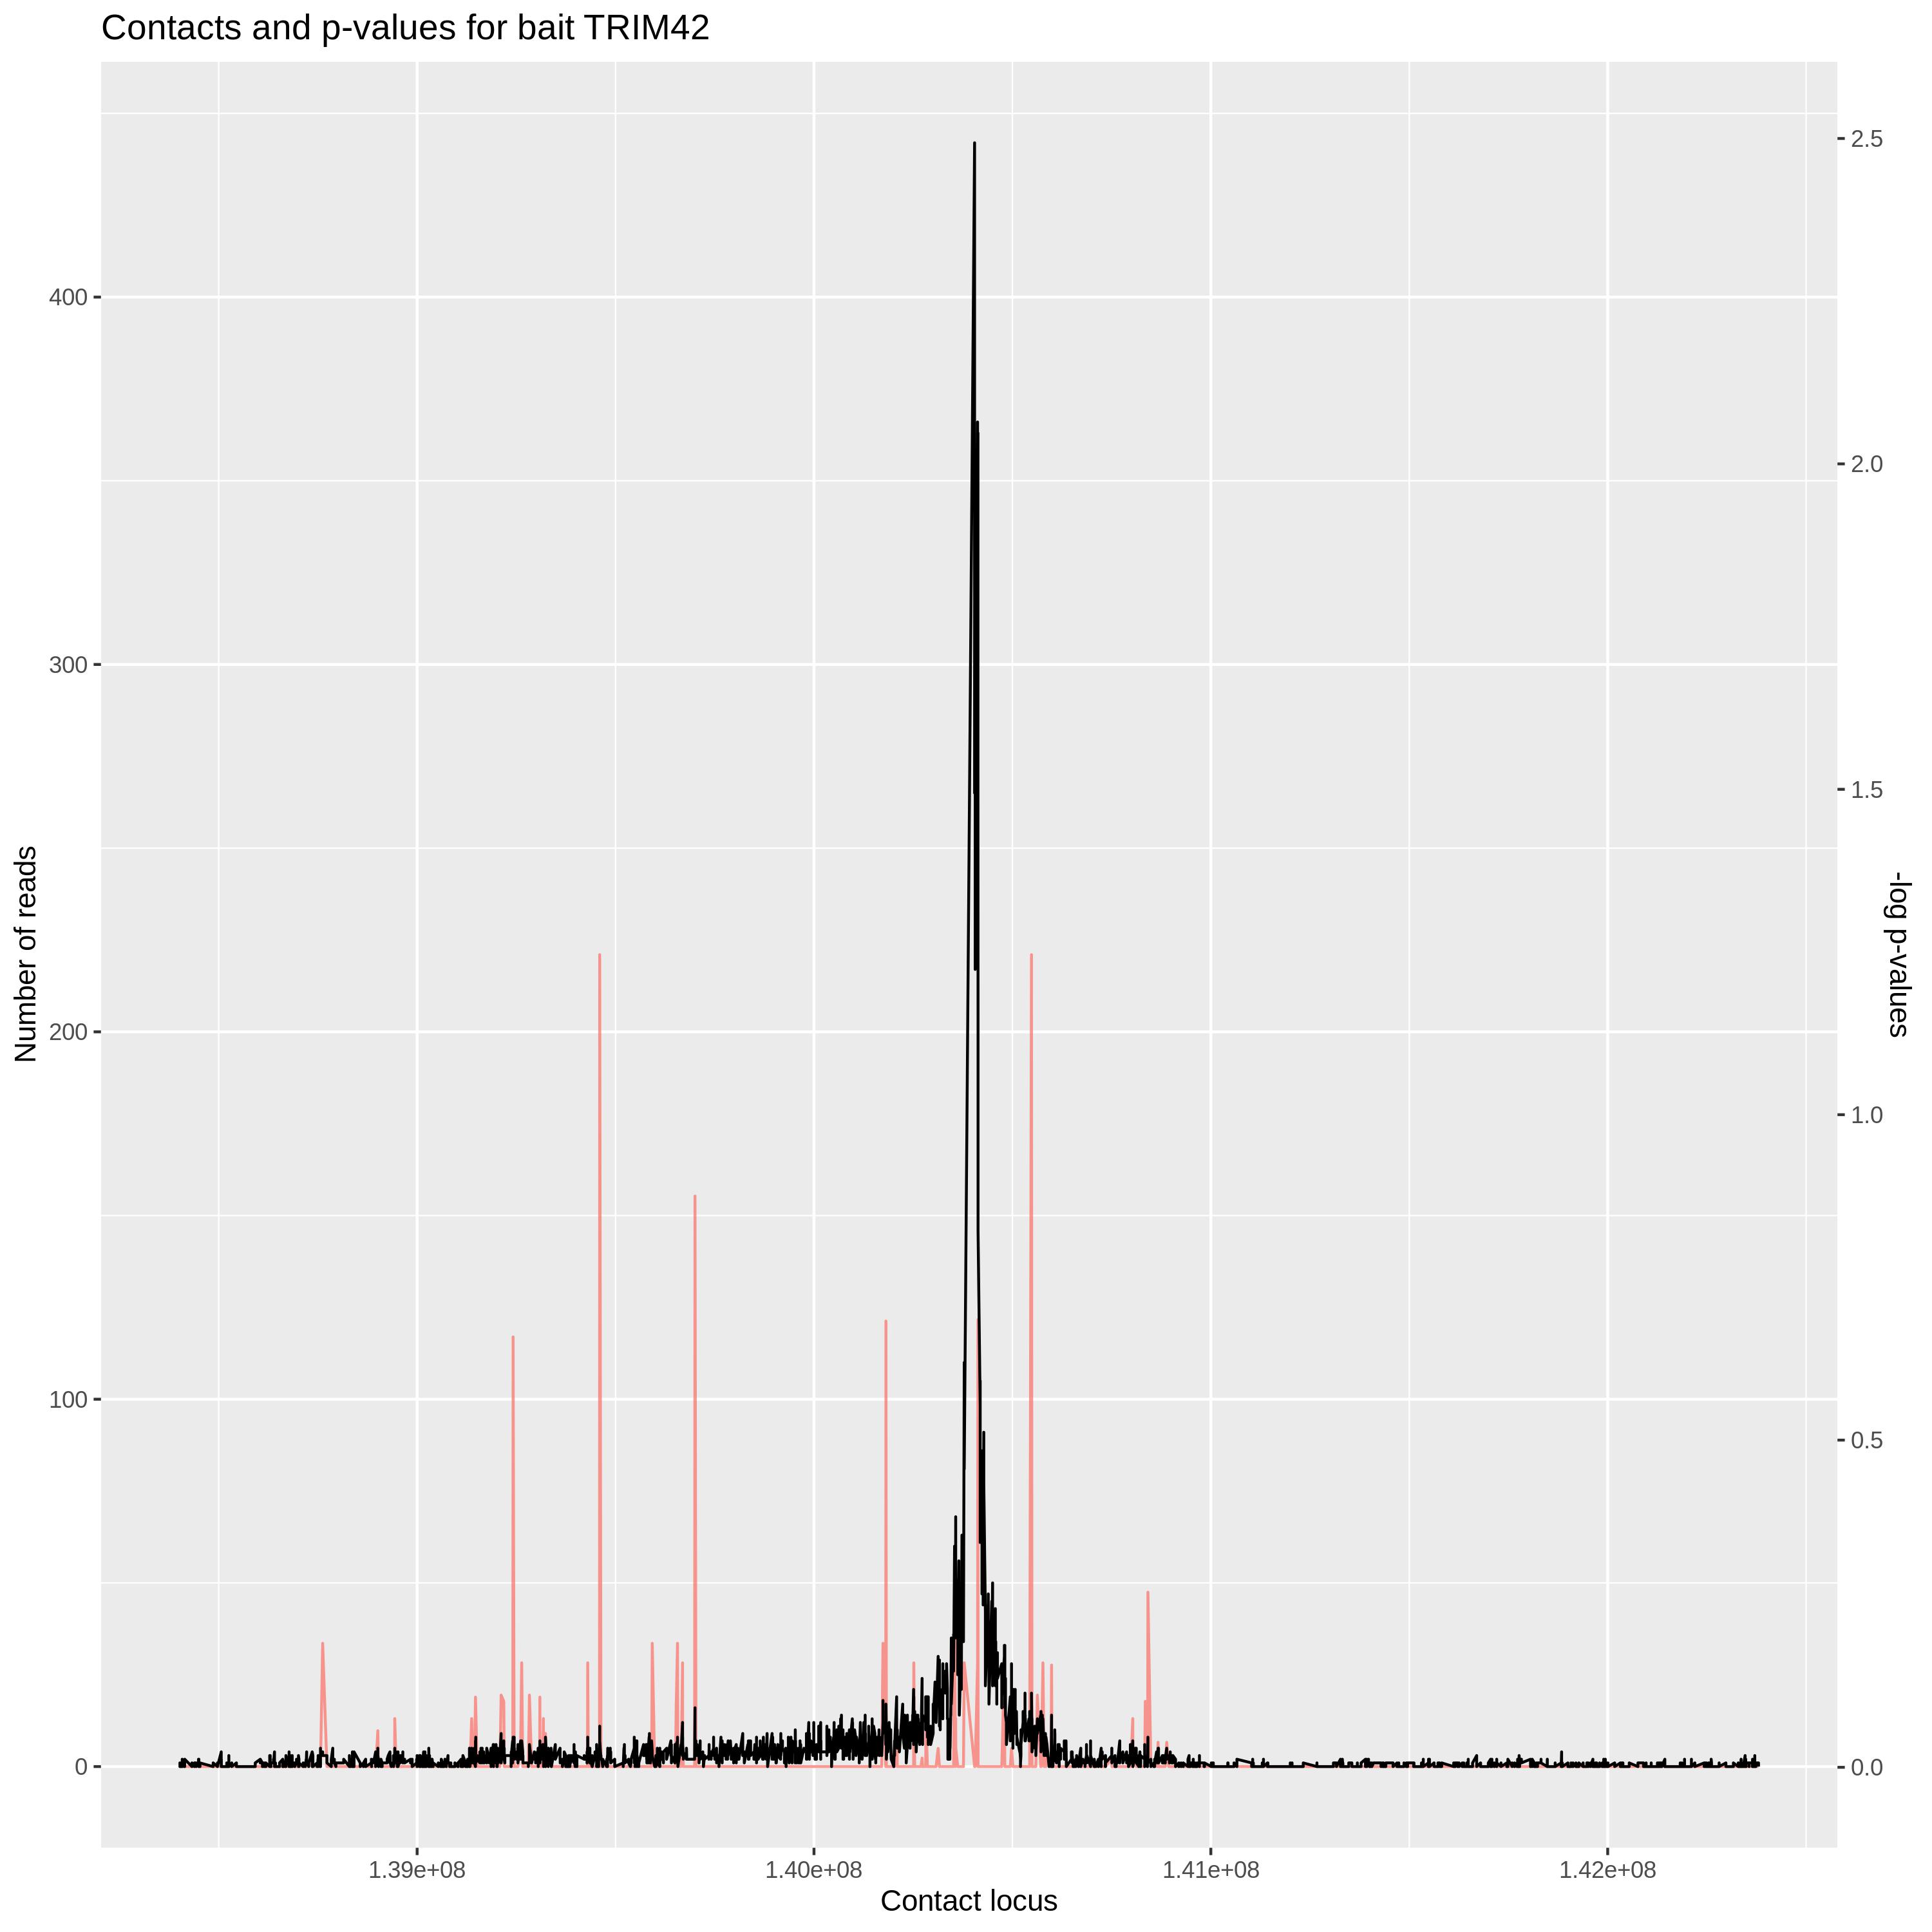 Contacts and p-values for bait TRIM42
Number of reads
400
300
200
100
0
2.5
2.0
1.5
1.0
0.5
0.0
-log p-values
1.39e+08
1.40e+08
1.41e+08
1.42e+08
Contact locus